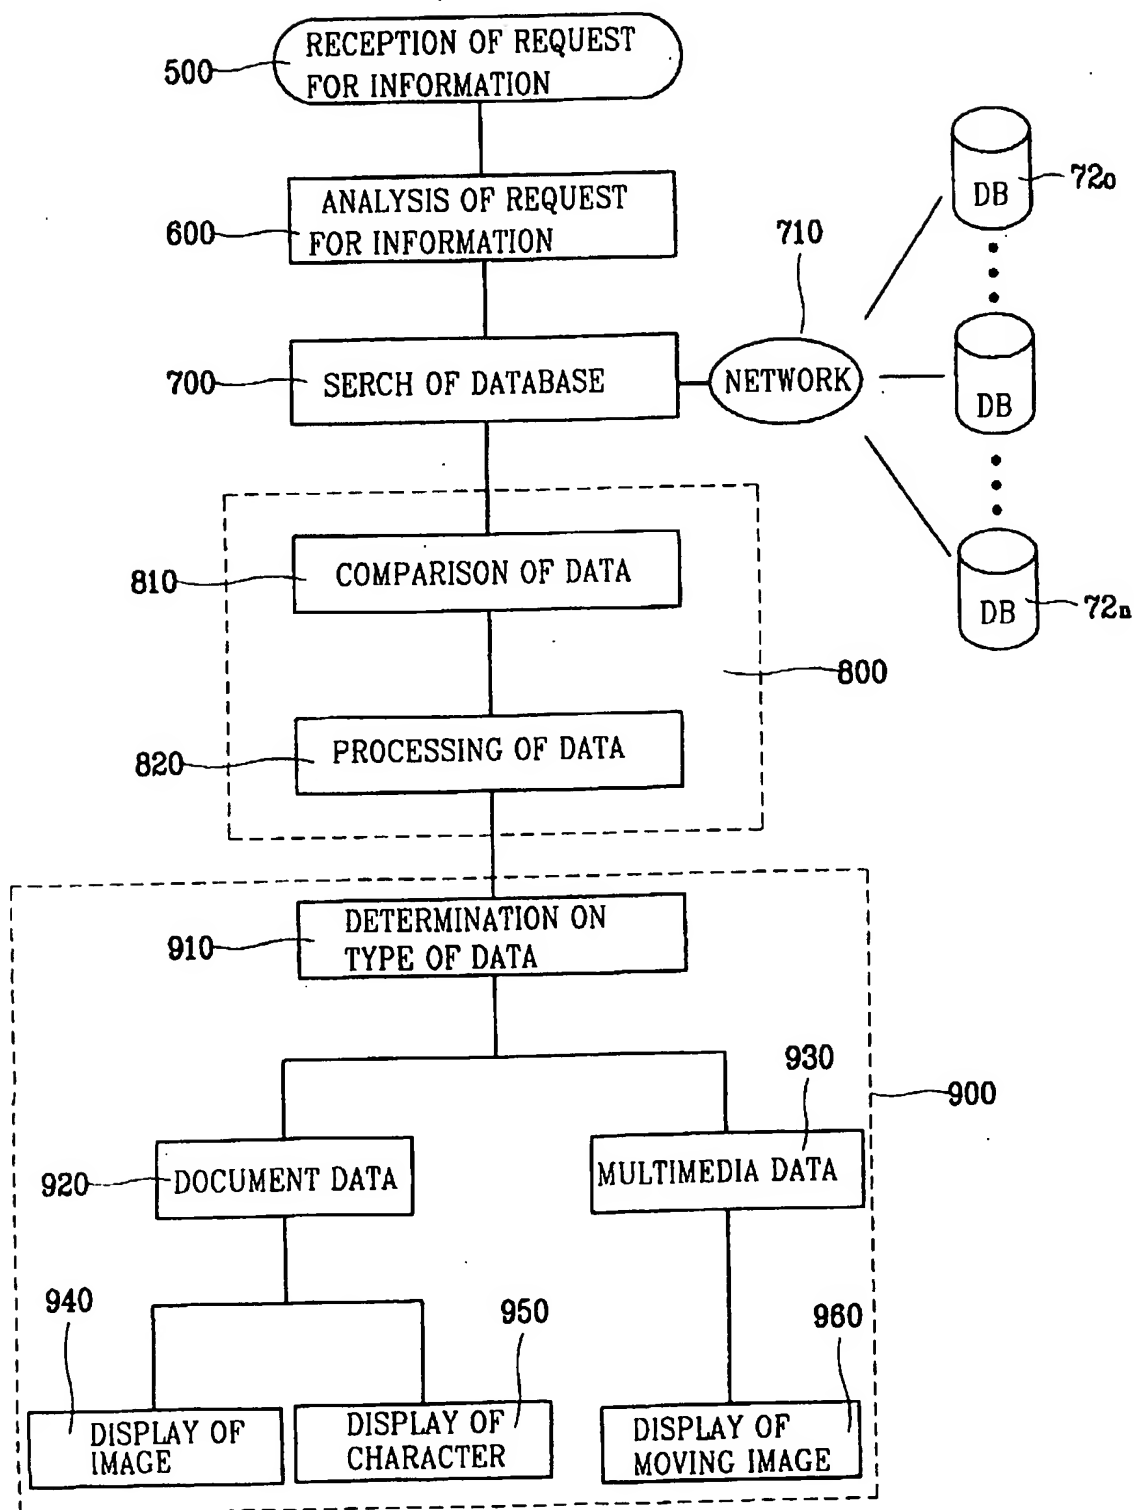 RECEPTION OF REQUEST
FOR INFORMATION
500
ANALYSIS OF REQUEST
FOR INFORMATION
600
SERCH OF DATABASE
700
NETWORK
710
DB
720
DB
DB
72n
COMPARISON OF DATA
810
800
PROCESSING OF DATA
820
DETERMINATION ON
TYPE OF DATA
910
900
DOCUMENT DATA
920
MULTIMEDIA DATA
930
940
DISPLAY OF
IMAGE
950
DISPLAY OF
CHARACTER
960
DISPLAY OF
MOVING IMAGE